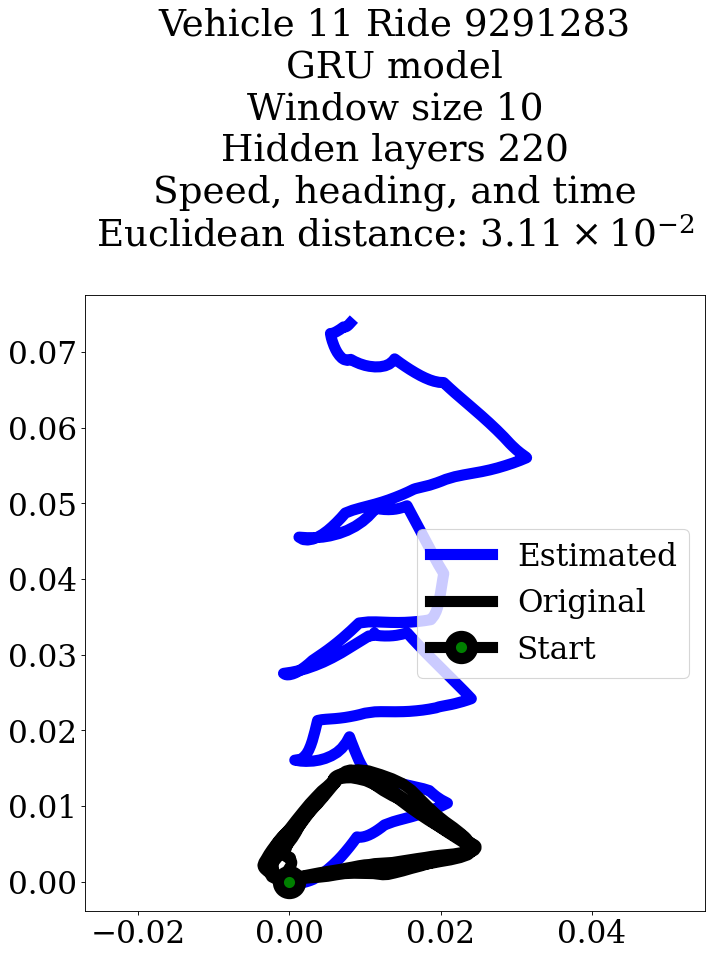 Vehicle 11 Ride 9291283
GRU model
Window size 10
Hidden layers 220
Speed, heading, and time
Euclidean distance: 3.11 × 10⁻²
0.07
0.06
0.05
0.04
0.03
0.02
0.01
0.00
Estimated
Original
Start
−0.02 0.00 0.02 0.04